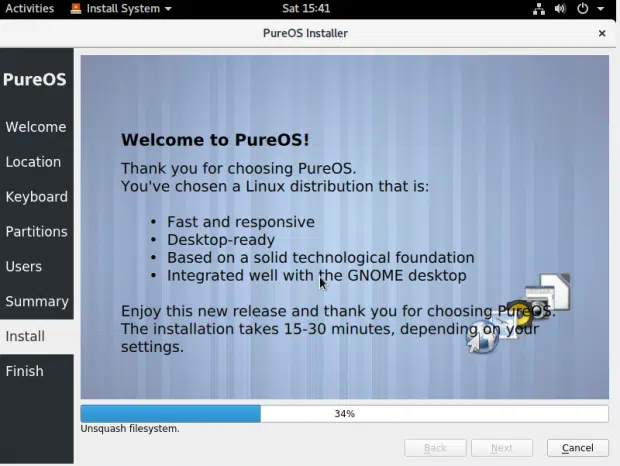 Activities Install System Sat 15:41
PureOS Installer ×
PureOS
Welcome
Location
Keyboard
Partitions
Users
Summary
Install
Finish
Welcome to PureOS!
Thank you for choosing PureOS.
You've chosen a Linux distribution that is:
• Fast and responsive
• Desktop-ready
• Based on a solid technological foundation
• Integrated well with the GNOME desktop
Enjoy this new release and thank you for choosing PureOS.
The installation takes 15-30 minutes, depending on your
settings.
34%
Unsquash filesystem.
Back Next Cancel